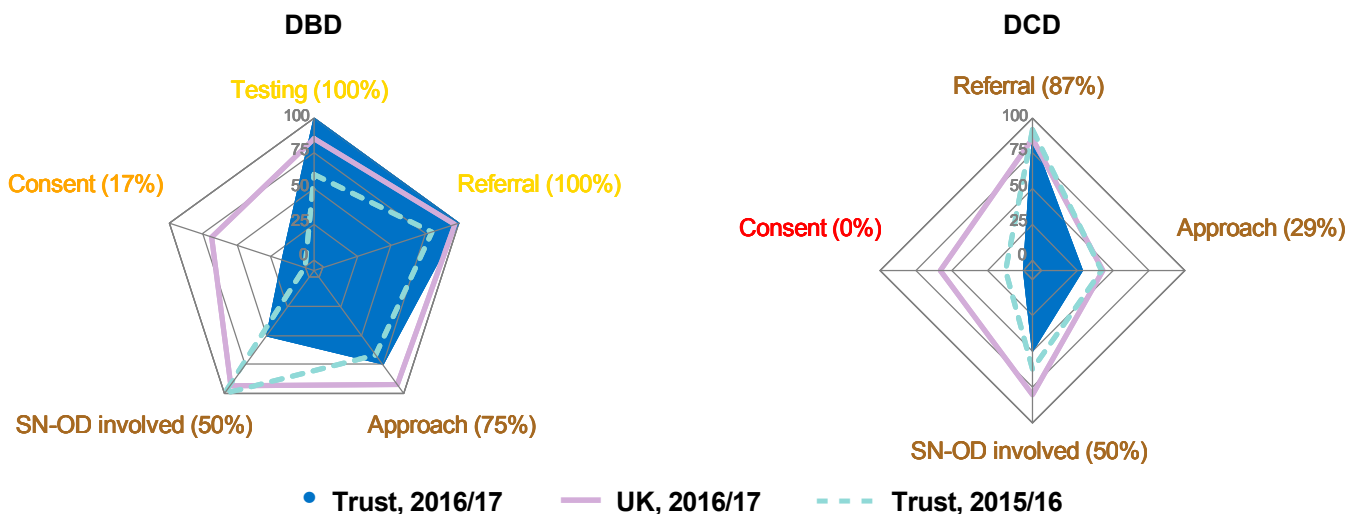 DBD
DCD
Testing (100%)
Referral (87%)
100
75
50
25
0
100
75
50
25
0
Consent (17%)
Referral (100%)
Consent (0%)
Approach (29%)
SN-OD involved (50%)
Approach (75%)
SN-OD involved (50%)
Trust, 2016/17
UK, 2016/17
Trust, 2015/16